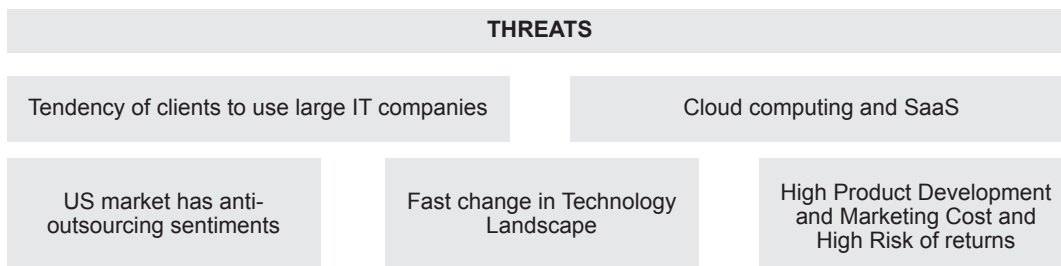 THREATS
Tendency of clients to use large IT companies
Cloud computing and SaaS
US market has anti-
outsourcing sentiments
Fast change in Technology
Landscape
High Product Development
and Marketing Cost and
High Risk of returns